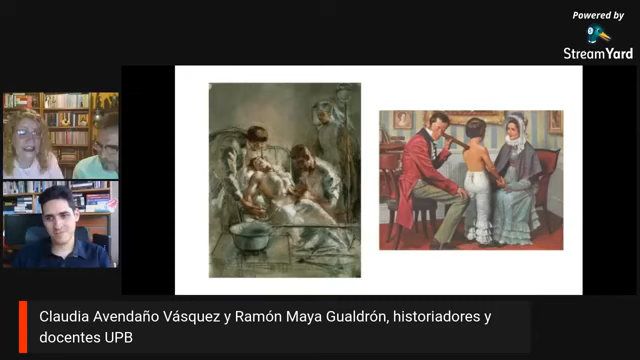 Powered by
StreamYard
Claudia Avendaño Vásquez y Ramón Maya Gualdrón, historiadores y
docentes UPB